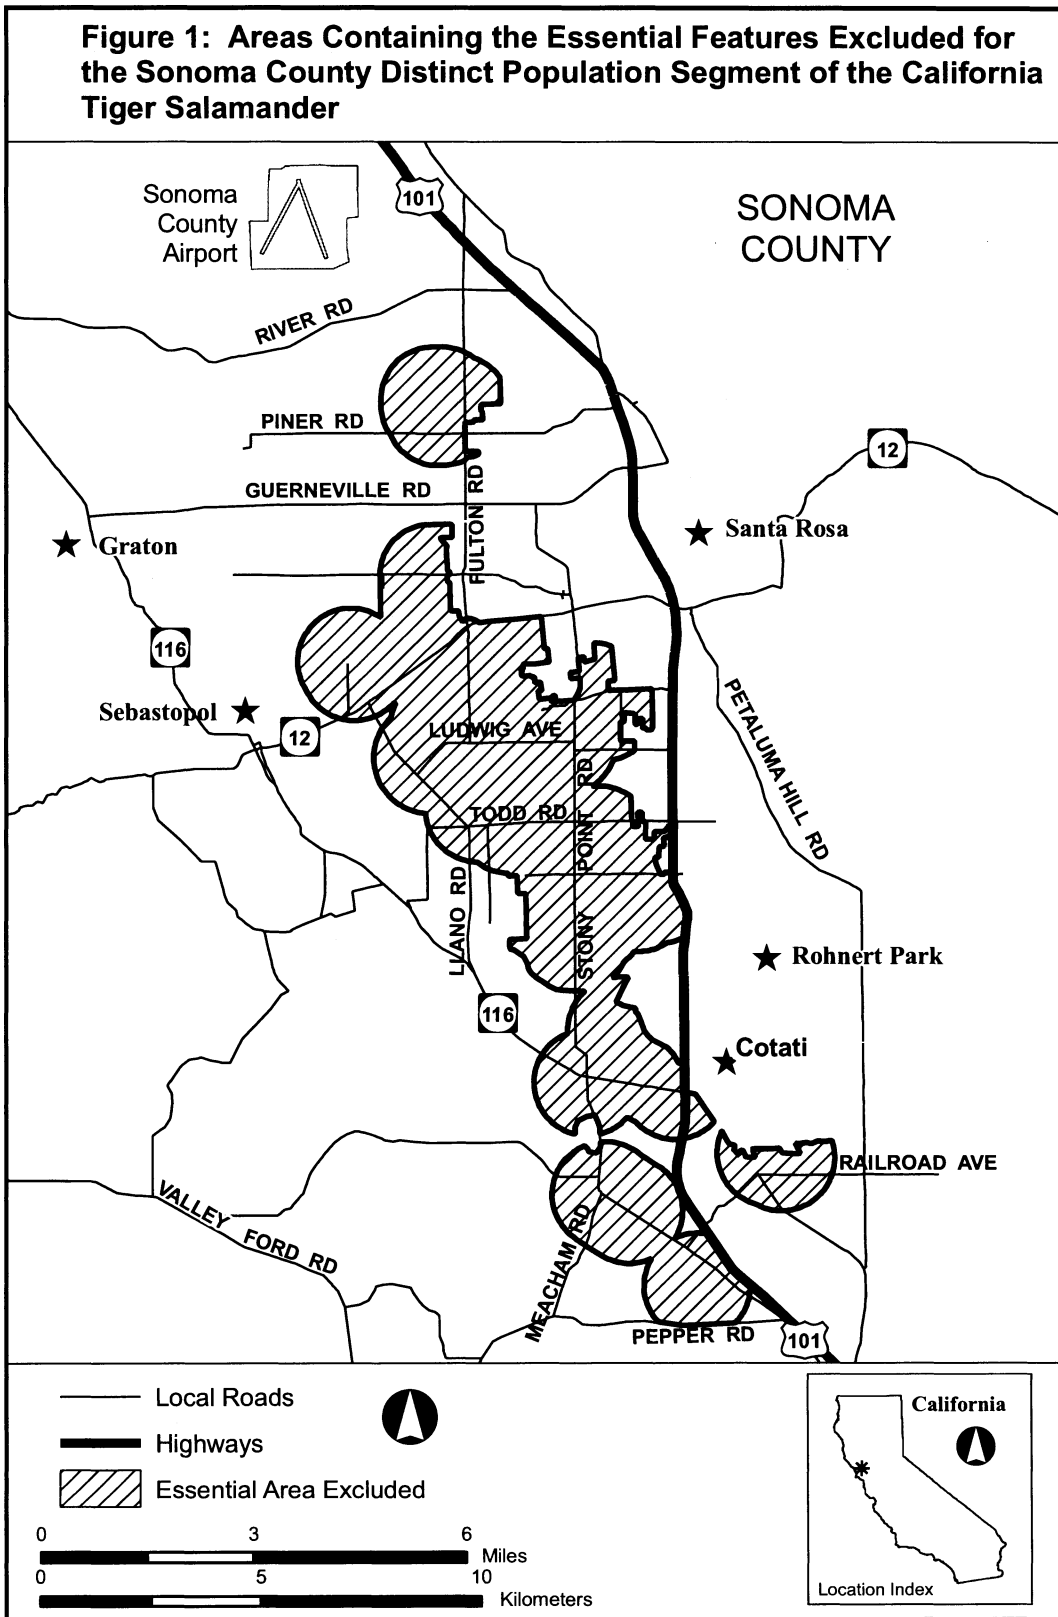 Figure 1: Areas Containing the Essential Features Excluded for
the Sonoma County Distinct Population Segment of the California
Tiger Salamander
Sonoma
County
Airport
101
SONOMA
COUNTY
RIVER RD
PINER RD
12
GUERNEVILLE RD
FULTON RD
Santa Rosa
Graton
116
Sebastopol
12
LUDWIG AVE
PETALUMA HILL RD
TODD RD
STONY POINT RD
LLANO RD
Rohnert Park
116
Cotati
RAILROAD AVE
VALLEY FORD RD
MEACHAM RD
PEPPER RD
101
Local Roads
Highways
Essential Area Excluded
0 3 6
Miles
0 5 10
Kilometers
California
Location Index